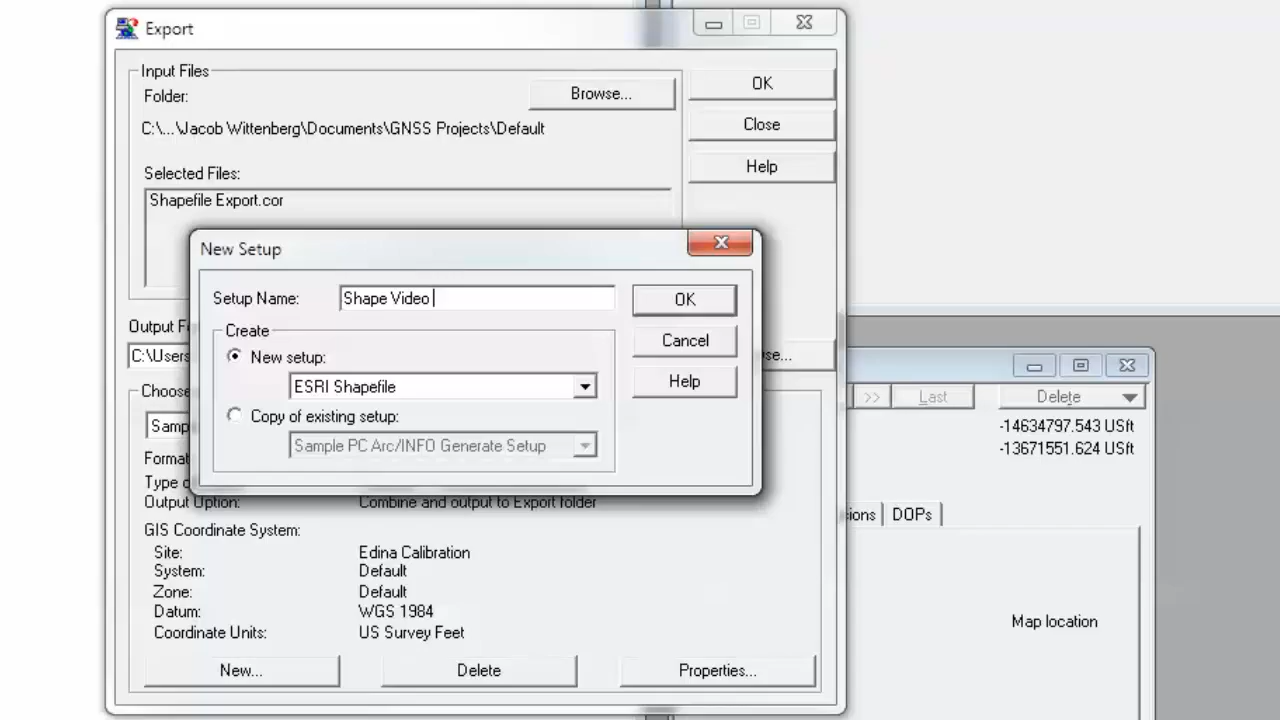 Export
Input Files
Folder:
Browse...
OK
C:\...\Jacob Wittenberg\Documents\GNSS Projects\Default
Close
Selected Files:
Help
Shapefile Export.cor
New Setup
Setup Name:
Shape Video
OK
Create
Cancel
New setup:
Help
ESRI Shapefile
Copy of existing setup:
Sample PC Arc/INFO Generate Setup
Output
C:\Users
Output Option:
Combine and output to Export folder
GIS Coordinate System:
Site:
Edina Calibration
System:
Default
Zone:
Default
Datum:
WGS 1984
Coordinate Units:
US Survey Feet
New...
Delete
Properties...
>>
Last
Delete
-14634797.543 USft
-13671551.624 USft
DOPs
Map location